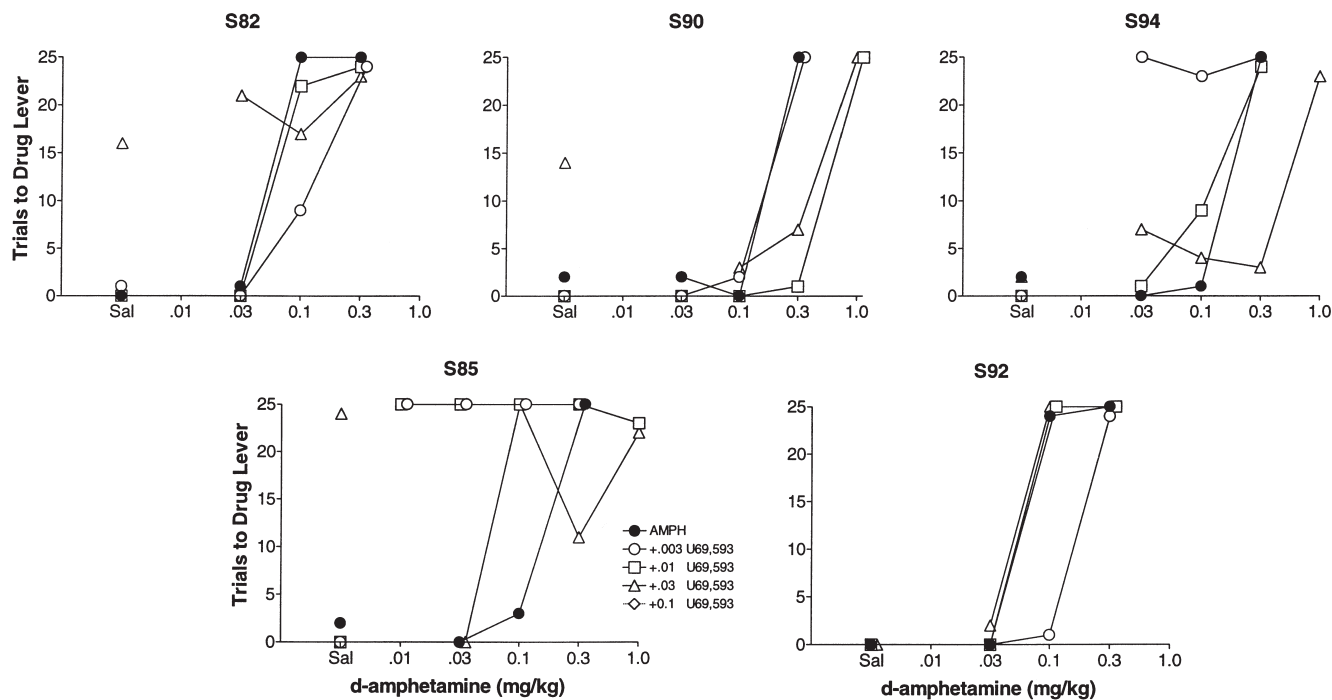 S82
S90
S94
Trials to Drug Lever
25
20
15
10
5
0
Sal .01 .03 0.1 0.3 1.0
25
20
15
10
5
0
Sal .01 .03 0.1 0.3 1.0
25
20
15
10
5
0
Sal .01 .03 0.1 0.3 1.0
S85
S92
Trials to Drug Lever
25
20
15
10
5
0
AMPH
+.003 U69,593
+.01 U69,593
+.03 U69,593
+0.1 U69,593
Sal .01 .03 0.1 0.3 1.0
d-amphetamine (mg/kg)
25
20
15
10
5
0
Sal .01 .03 0.1 0.3 1.0
d-amphetamine (mg/kg)